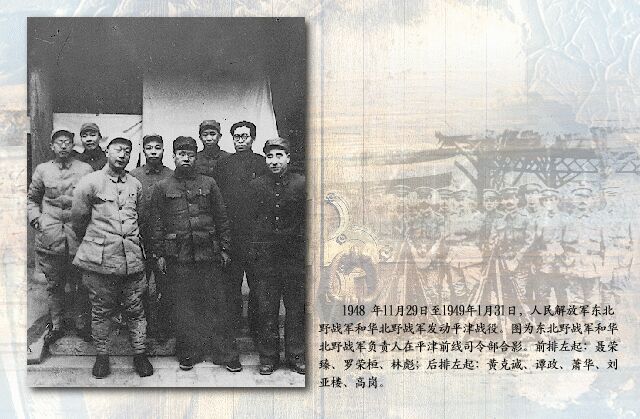 1948 年11月29日至1949年1月31日，人民解放军东北
野战军和华北野战军发动平津战役。图为东北野战军和华
北野战军负责人在平津前线司令部合影。前排左起：聂荣
臻、罗荣桓、林彪；后排左起：黄克诚、谭政、萧华、刘
亚楼、高岗。